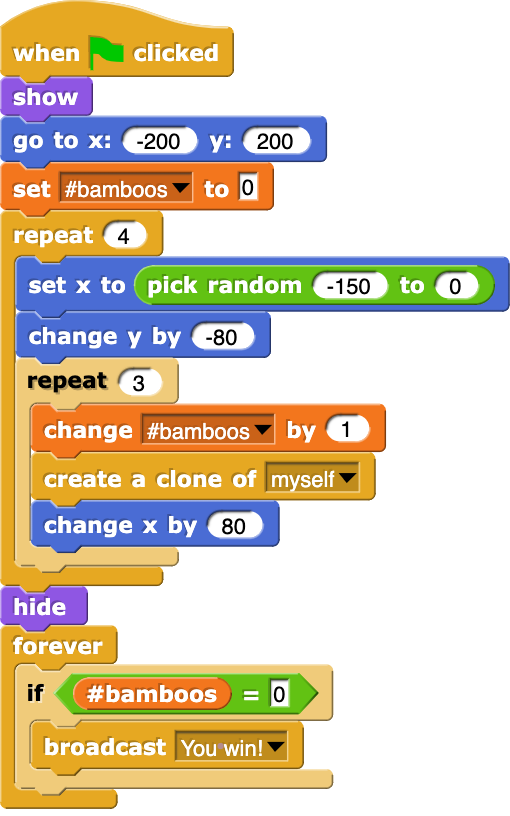 when clicked
show
go to x: -200 y: 200
set #bamboos to 0
repeat 4
set x to pick random -150 to 0
change y by -80
repeat 3
change #bamboos by 1
create a clone of myself
change x by 80
hide
forever
if #bamboos = 0
broadcast You win!